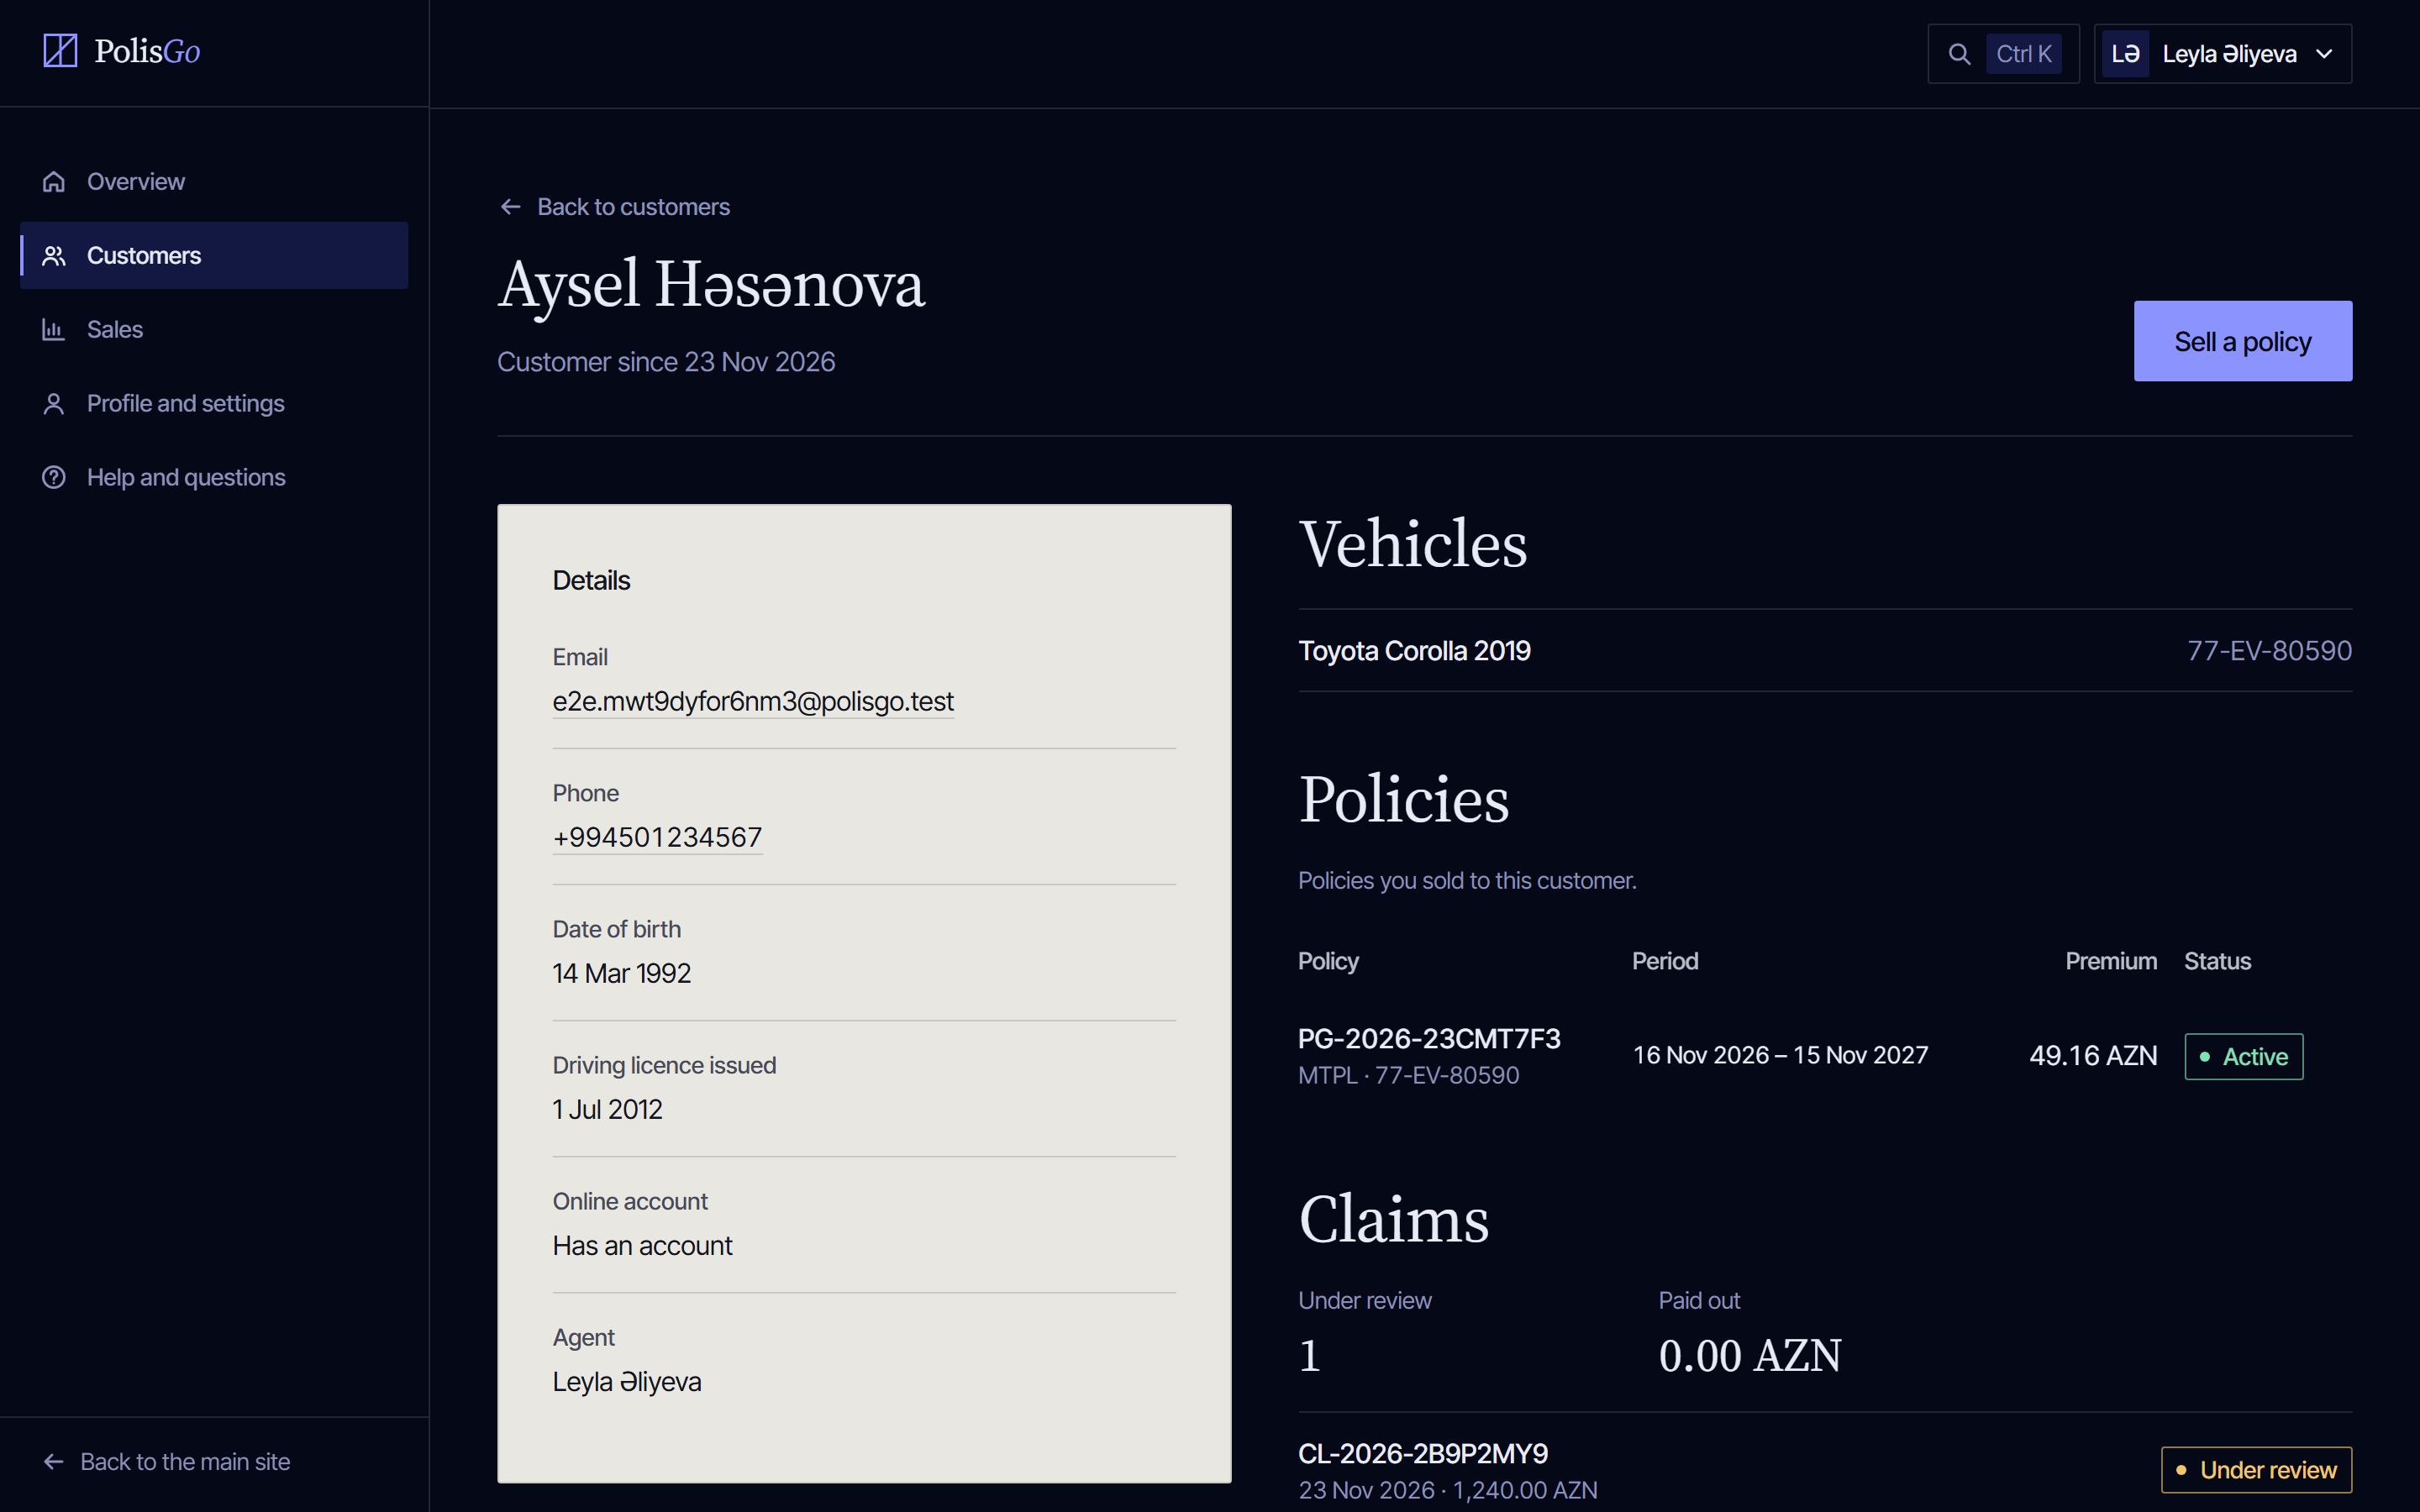 PolisGo
Ctrl K
LƏ
Leyla Əliyeva
Overview
Customers
Sales
Profile and settings
Help and questions
Back to the main site
Back to customers
Aysel Həsənova
Customer since 23 Nov 2026
Sell a policy
Details
Email
e2e.mwt9dyfor6nm3@polisgo.test
Phone
+994501234567
Date of birth
14 Mar 1992
Driving licence issued
1 Jul 2012
Online account
Has an account
Agent
Leyla Əliyeva
Vehicles
Toyota Corolla 2019 77-EV-80590
Policies
Policies you sold to this customer.
Policy Period Premium Status
PG-2026-23CMT7F3 16 Nov 2026 – 15 Nov 2027 49.16 AZN Active
MTPL · 77-EV-80590
Claims
Under review Paid out
1 0.00 AZN
CL-2026-2B9P2MY9 Under review
23 Nov 2026 · 1,240.00 AZN